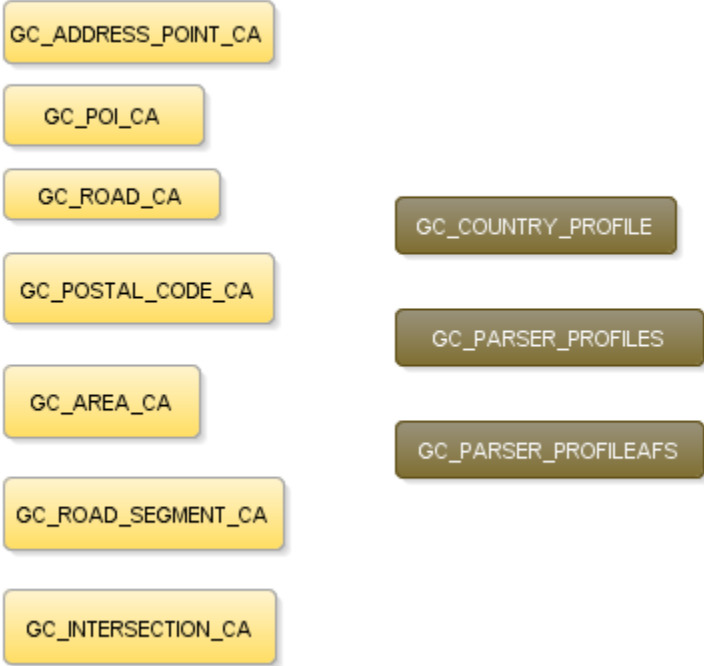 GC_ADDRESS_POINT_CA
GC_POI_CA
GC_ROAD_CA
GC_POSTAL_CODE_CA
GC_AREA_CA
GC_ROAD_SEGMENT_CA
GC_INTERSECTION_CA
GC_COUNTRY_PROFILE
GC_PARSER_PROFILES
GC_PARSER_PROFILEAFS